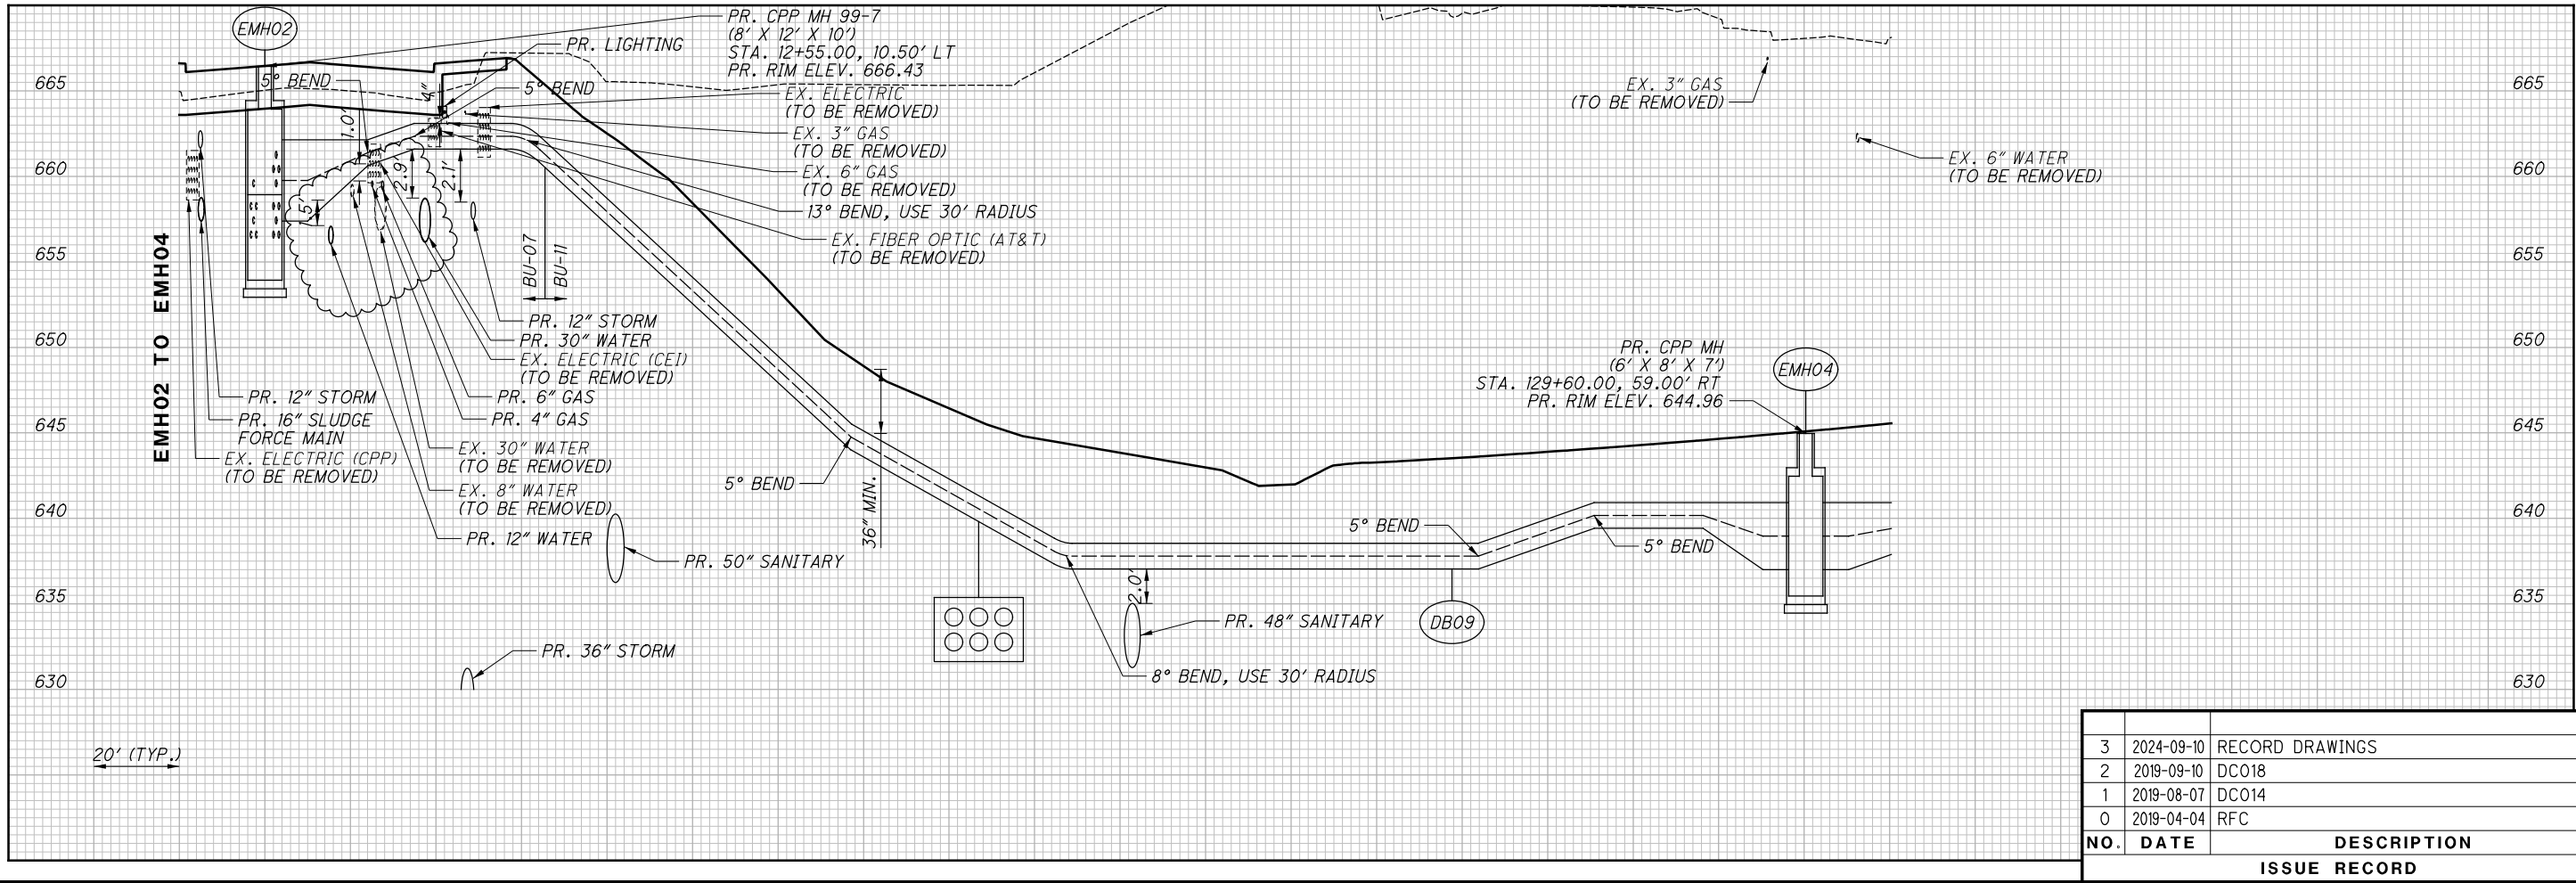 EMH02
PR. CPP MH 99-7
(8' X 12' X 10')
STA. 12+55.00, 10.50' LT
PR. RIM ELEV. 666.43
PR. LIGHTING
5° BEND
4"
5° BEND
665
665
EX. ELECTRIC
(TO BE REMOVED)
EX. 3" GAS
(TO BE REMOVED)
EX. 3" GAS
(TO BE REMOVED)
1.0'
EX. 6" GAS
(TO BE REMOVED)
EX. 6" WATER
(TO BE REMOVED)
660
660
2.9'
2.1'
13° BEND, USE 30' RADIUS
.5'
EX. FIBER OPTIC (AT&T)
(TO BE REMOVED)
655
655
BU-07
BU-11
EMH02 TO EMH04
PR. 12" STORM
PR. 30" WATER
650
650
EX. ELECTRIC (CEI)
(TO BE REMOVED)
PR. 12" STORM
PR. 6" GAS
PR. 16" SLUDGE
FORCE MAIN
PR. 4" GAS
PR. CPP MH
(6' X 8' X 7')
STA. 129+60.00, 59.00' RT
PR. RIM ELEV. 644.96
EMH04
645
645
EX. 30" WATER
(TO BE REMOVED)
EX. ELECTRIC (CPP)
(TO BE REMOVED)
EX. 8" WATER
(TO BE REMOVED)
5° BEND
36" MIN.
640
640
PR. 12" WATER
5° BEND
5° BEND
PR. 50" SANITARY
635
635
2.0'
PR. 48" SANITARY
DB09
PR. 36" STORM
8° BEND, USE 30' RADIUS
630
630
20' (TYP.)
3 2024-09-10 RECORD DRAWINGS
2 2019-09-10 DCO18
1 2019-08-07 DCO14
0 2019-04-04 RFC
NO. DATE DESCRIPTION
ISSUE RECORD